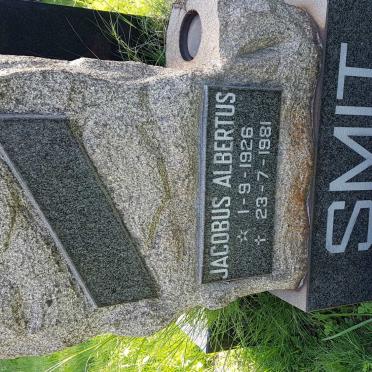 JACOBUS ALBERTUS
☆ 1-9-1926
✝ 23-7-1981
SMIT